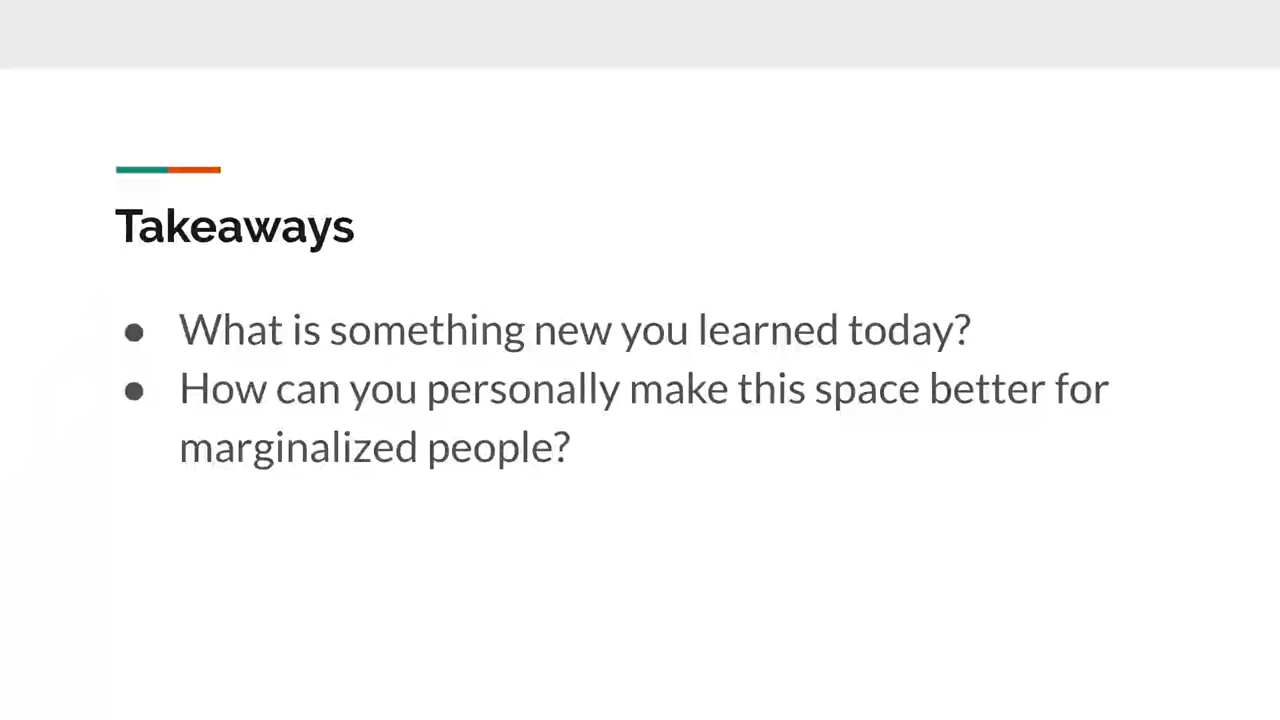 Takeaways
● What is something new you learned today?
● How can you personally make this space better for
marginalized people?